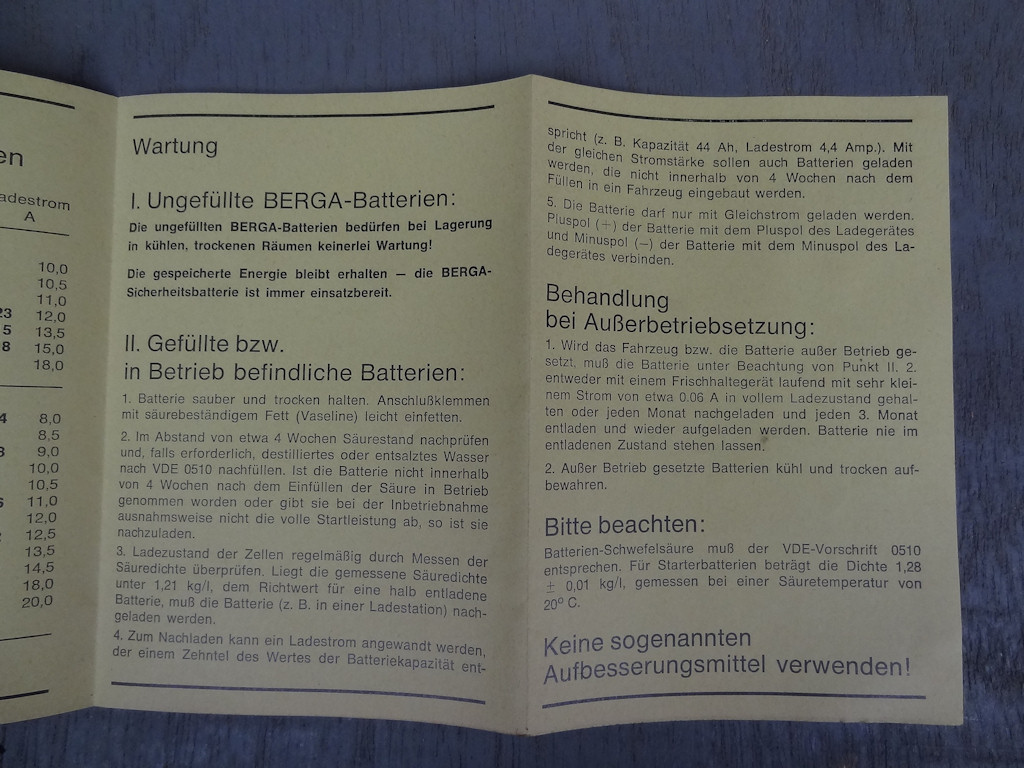 en
adestrom
A
10,0
10,5
11,0
23 12,0
5 13,5
8 15,0
18,0
4 8,0
8,5
9,0
10,0
10,5
11,0
12,0
12,5
13,5
14,5
18,0
20,0
Wartung
I. Ungefüllte BERGA-Batterien:
Die ungefüllten BERGA-Batterien bedürfen bei Lagerung
in kühlen, trockenen Räumen keinerlei Wartung!
Die gespeicherte Energie bleibt erhalten — die BERGA-
Sicherheitsbatterie ist immer einsatzbereit.
II. Gefüllte bzw.
in Betrieb befindliche Batterien:
1. Batterie sauber und trocken halten. Anschlußklemmen
mit säurebeständigem Fett (Vaseline) leicht einfetten.
2. Im Abstand von etwa 4 Wochen Säurestand nachprüfen
und, falls erforderlich, destilliertes oder entsalztes Wasser
nach VDE 0510 nachfüllen. Ist die Batterie nicht innerhalb
von 4 Wochen nach dem Einfüllen der Säure in Betrieb
genommen worden oder gibt sie bei der Inbetriebnahme
ausnahmsweise nicht die volle Startleistung ab, so ist sie
nachzuladen.
3. Ladezustand der Zellen regelmäßig durch Messen der
Säuredichte überprüfen. Liegt die gemessene Säuredichte
unter 1,21 kg/l, dem Richtwert für eine halb entladene
Batterie, muß die Batterie (z. B. in einer Ladestation) nach-
geladen werden.
4. Zum Nachladen kann ein Ladestrom angewandt werden,
der einem Zehntel des Wertes der Batteriekapazität ent-
spricht (z. B. Kapazität 44 Ah, Ladestrom 4,4 Amp.). Mit
der gleichen Stromstärke sollen auch Batterien geladen
werden, die nicht innerhalb von 4 Wochen nach dem
Füllen in ein Fahrzeug eingebaut werden.
5. Die Batterie darf nur mit Gleichstrom geladen werden.
Pluspol (+) der Batterie mit dem Pluspol des Ladegerätes
und Minuspol (–) der Batterie mit dem Minuspol des La-
degerätes verbinden.
Behandlung
bei Außerbetriebsetzung:
1. Wird das Fahrzeug bzw. die Batterie außer Betrieb ge-
setzt, muß die Batterie unter Beachtung von Punkt II. 2.
entweder mit einem Frischhaltegerät laufend mit sehr klei-
nem Strom von etwa 0.06 A in vollem Ladezustand gehal-
ten oder jeden Monat nachgeladen und jeden 3. Monat
entladen und wieder aufgeladen werden. Batterie nie im
entladenen Zustand stehen lassen.
2. Außer Betrieb gesetzte Batterien kühl und trocken auf-
bewahren.
Bitte beachten:
Batterien-Schwefelsäure muß der VDE-Vorschrift 0510
entsprechen. Für Starterbatterien beträgt die Dichte 1,28
± 0,01 kg/l, gemessen bei einer Säuretemperatur von
20° C.
Keine sogenannten
Aufbesserungsmittel verwenden!